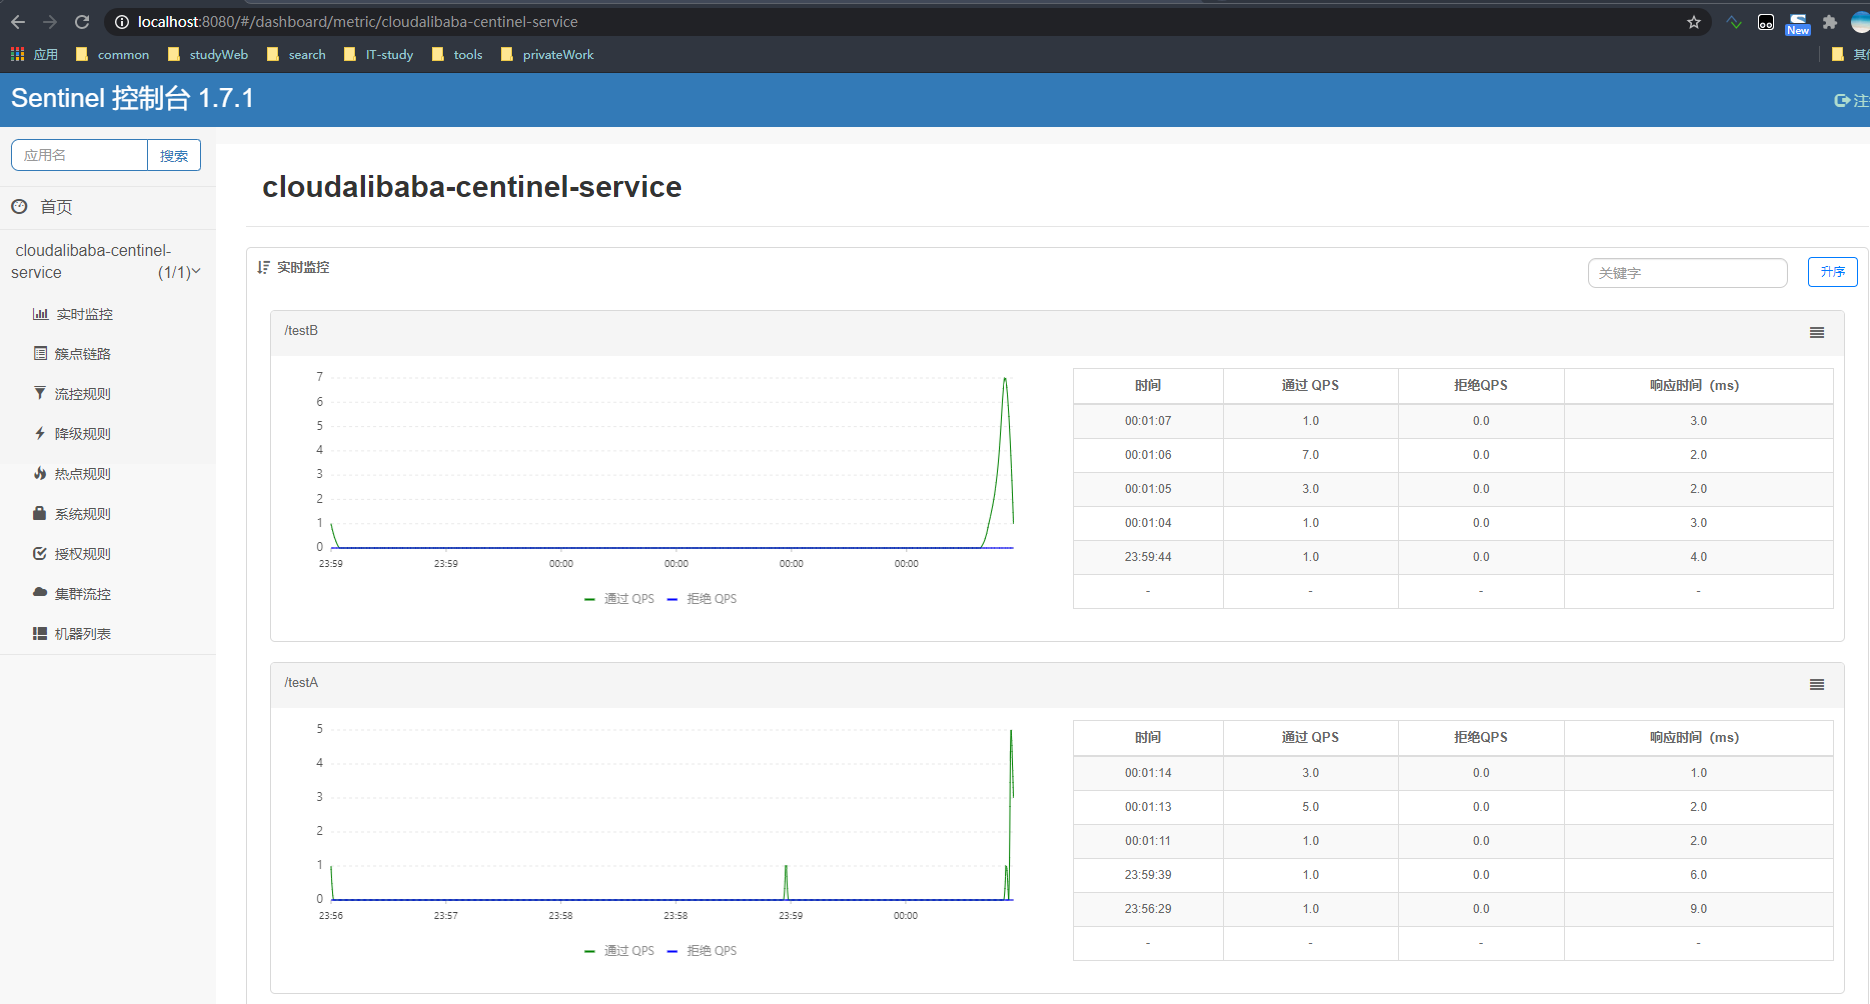 localhost:8080/#/dashboard/metric/cloudalibaba-centinel-service
New
应用 common studyWeb search IT-study tools privateWork
Sentinel 控制台 1.7.1
应用名 搜索
首页
cloudalibaba-centinel-
service (1/1)
实时监控
簇点链路
流控规则
降级规则
热点规则
系统规则
授权规则
集群流控
机器列表
cloudalibaba-centinel-service
实时监控 关键字 升序
/testB
7
6
5
4
3
2
1
0
23:59 23:59 00:00 00:00 00:00 00:00
通过 QPS 拒绝 QPS
时间 通过 QPS 拒绝QPS 响应时间（ms）
00:01:07 1.0 0.0 3.0
00:01:06 7.0 0.0 2.0
00:01:05 3.0 0.0 2.0
00:01:04 1.0 0.0 3.0
23:59:44 1.0 0.0 4.0
- - - -
/testA
5
4
3
2
1
0
23:56 23:57 23:58 23:58 23:59 00:00
通过 QPS 拒绝 QPS
时间 通过 QPS 拒绝QPS 响应时间（ms）
00:01:14 3.0 0.0 1.0
00:01:13 5.0 0.0 2.0
00:01:11 1.0 0.0 2.0
23:59:39 1.0 0.0 6.0
23:56:29 1.0 0.0 9.0
- - - -